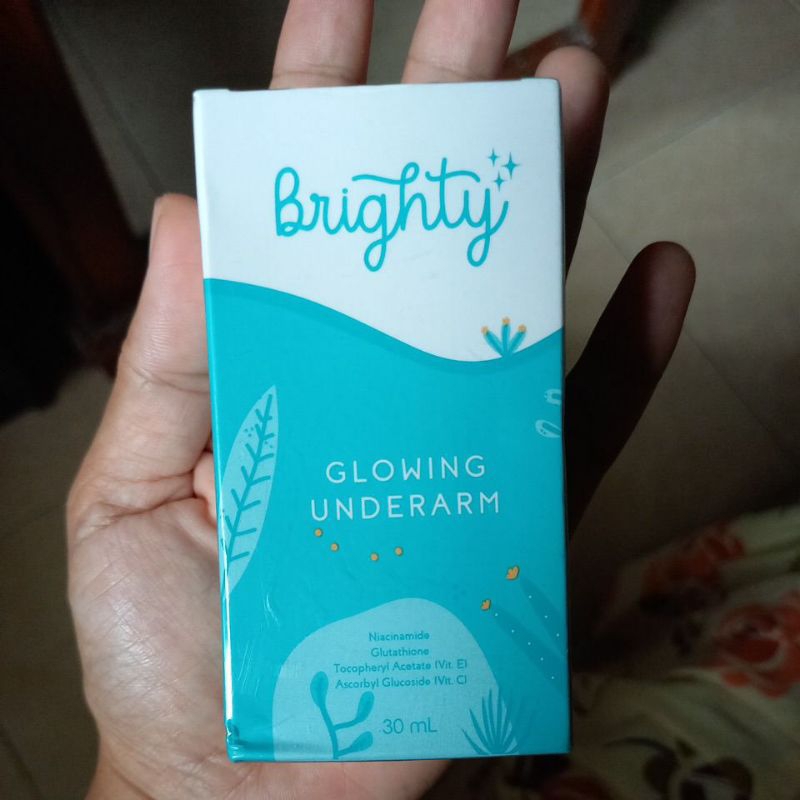 Brighty
GLOWING
UNDERARM
Niacinamide
Glutathione
Tocopheryl Acetate (Vit. E)
Ascorbyl Glucoside (Vit. C)
30 mL